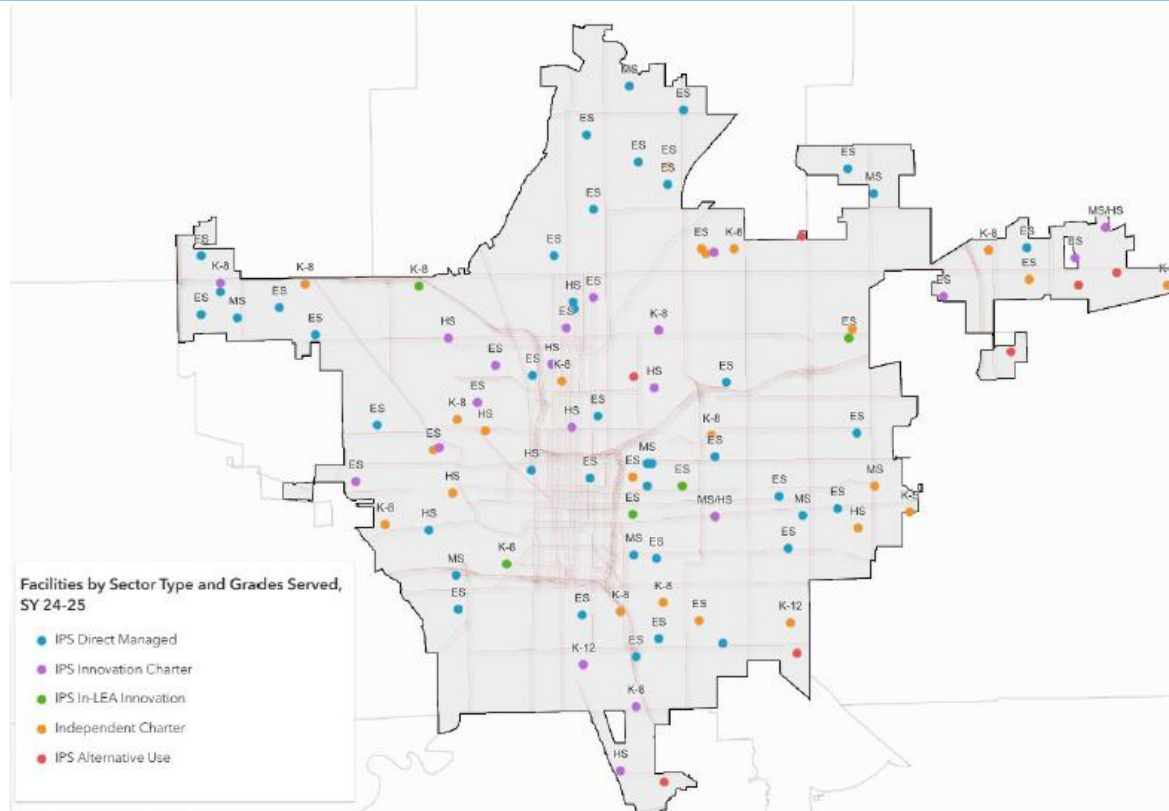 MS
ES
ES
ES
ES
ES
ES
MS
ES
MS/HS
ES
ES
ES
K-8
K-8
ES
ES
K-8
K-8
K-8
ES
ES
HS
ES
ES
MS
ES
ES
HS
ES
K-8
ES
ES
HS
ES
K-8
HS
ES
ES
ES
K-8
HS
ES
HS
K-8
ES
ES
ES
HS
ES
MS
ES
ES
ES
HS
ES
MS
K-8
HS
ES
MS/HS
MS
ES
HS
K-8
MS
ES
ES
MS
ES
K-8
K-8
ES
K-12
ES
ES
K-12
K-8
HS
Facilities by Sector Type and Grades Served,
SY 24-25
IPS Direct Managed
IPS Innovation Charter
IPS In-LEA Innovation
Independent Charter
IPS Alternative Use